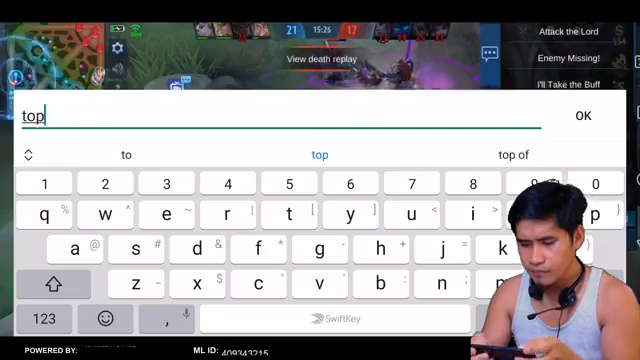 21 15:26 17
Attack the Lord
View death replay
Enemy Missing!
I'll Take the Buff
top
OK
to top top of
1 2 3 4 5 6 7 8 9 0
q % w ^ e ~ r | t [ y ] u < i > p }
a @ s # d & f * g - h + j = k
z _ x $ c " v ' b : n ;
123 , SwiftKey
POWERED BY: ML ID: 409343215